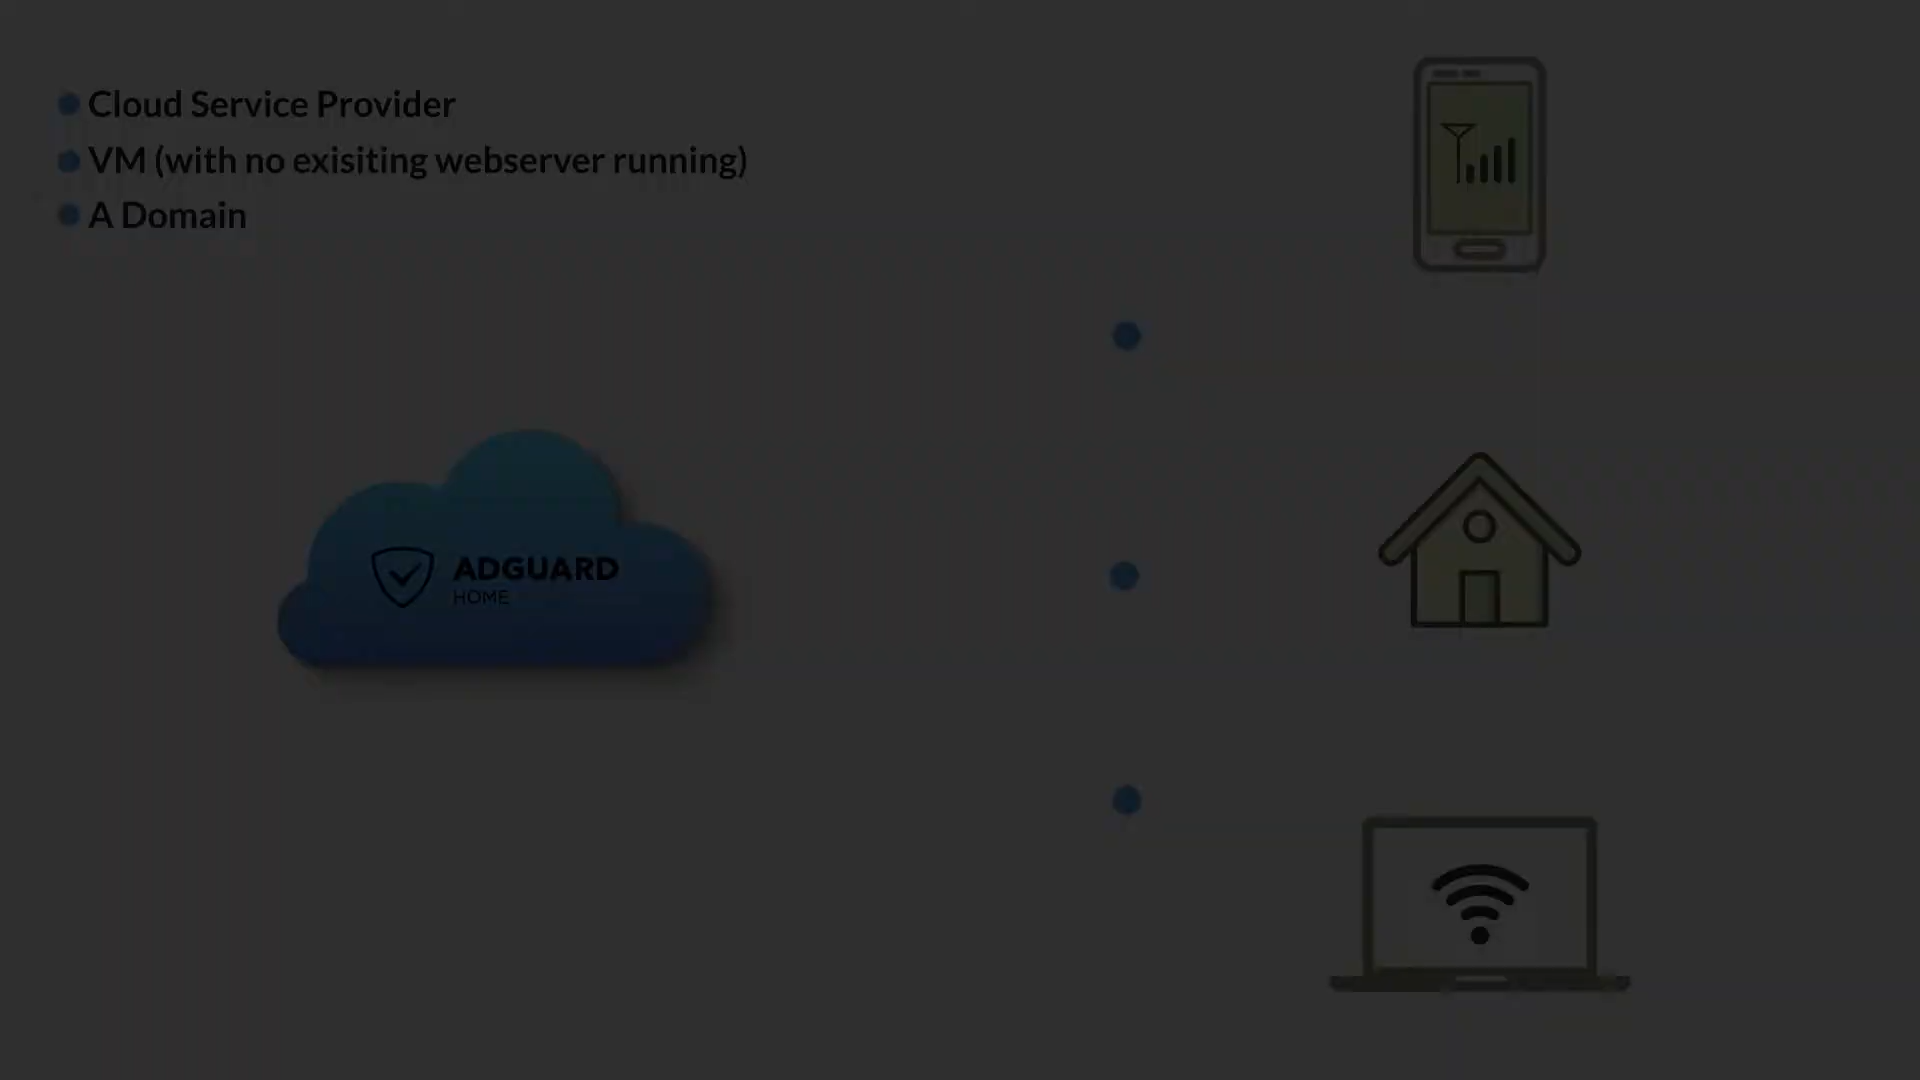 Cloud Service Provider
VM (with no exisiting webserver running)
A Domain
ADGUARD
HOME